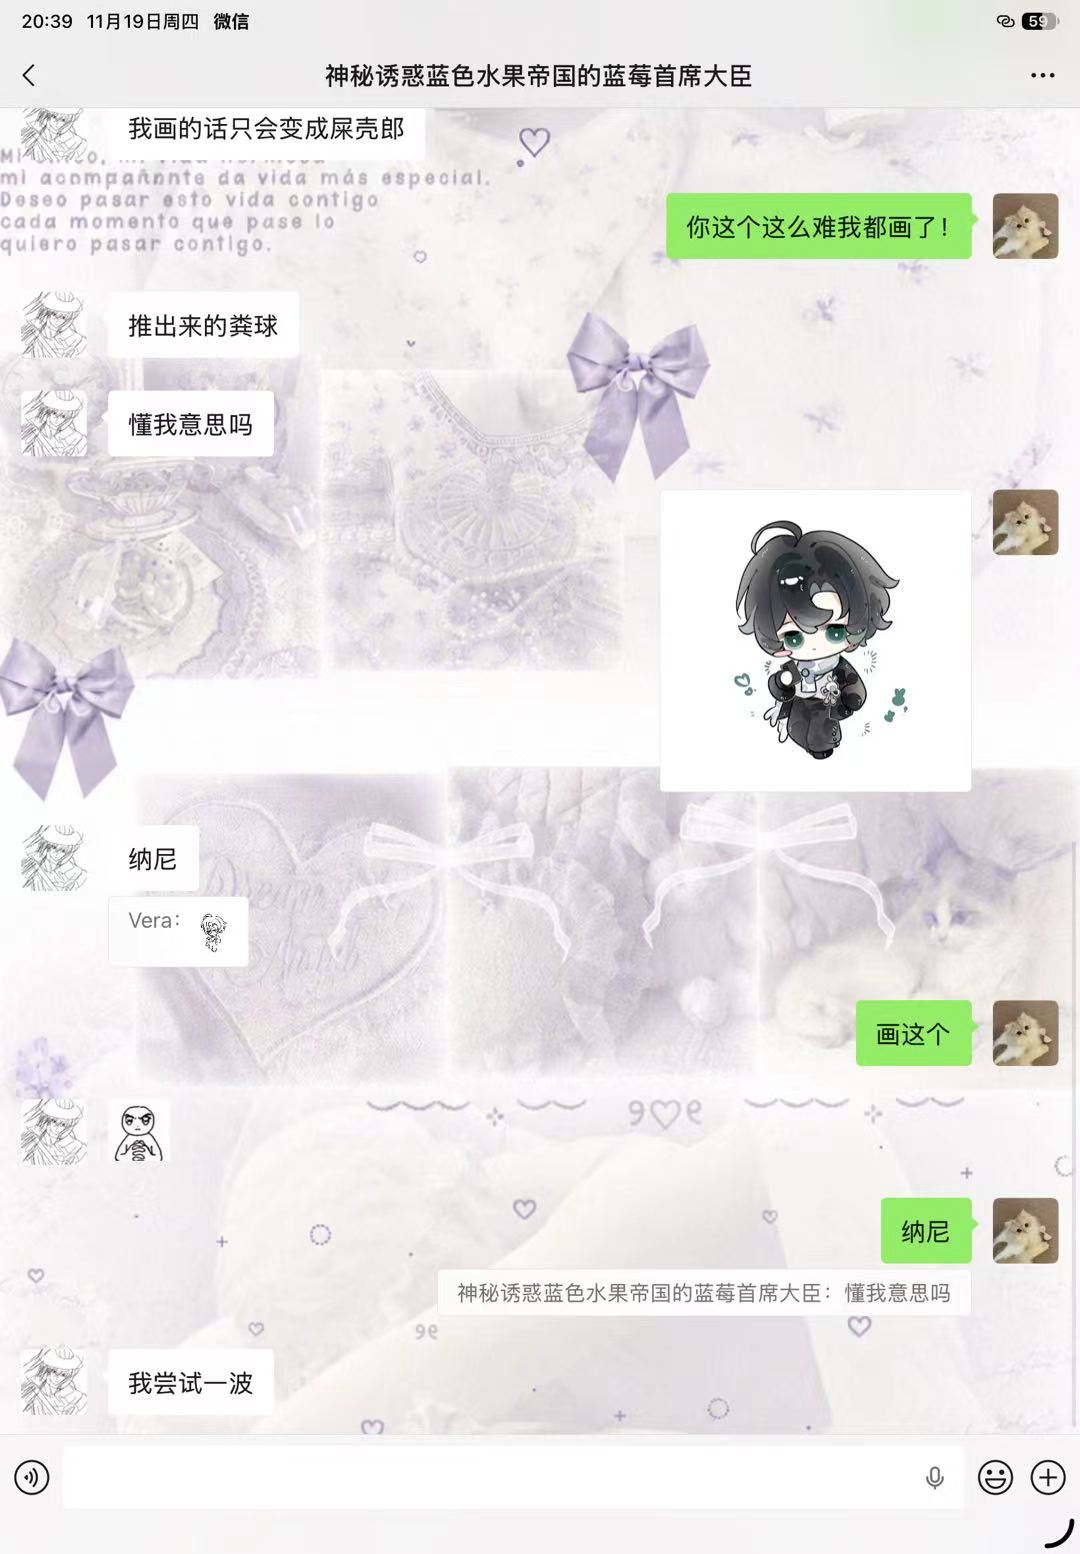 20:39 11月19日周四 微信
59
神秘诱惑蓝色水果帝国的蓝莓首席大臣
我画的话只会变成屎壳郎
mi acompañnte da vida más especial.
Deseo pasar esto vida contigo
cada momento que pase lo
quiero pasar contigo.
你这个这么难我都画了！
推出来的粪球
懂我意思吗
纳尼
Vera：
画这个
纳尼
神秘诱惑蓝色水果帝国的蓝莓首席大臣：懂我意思吗
我尝试一波